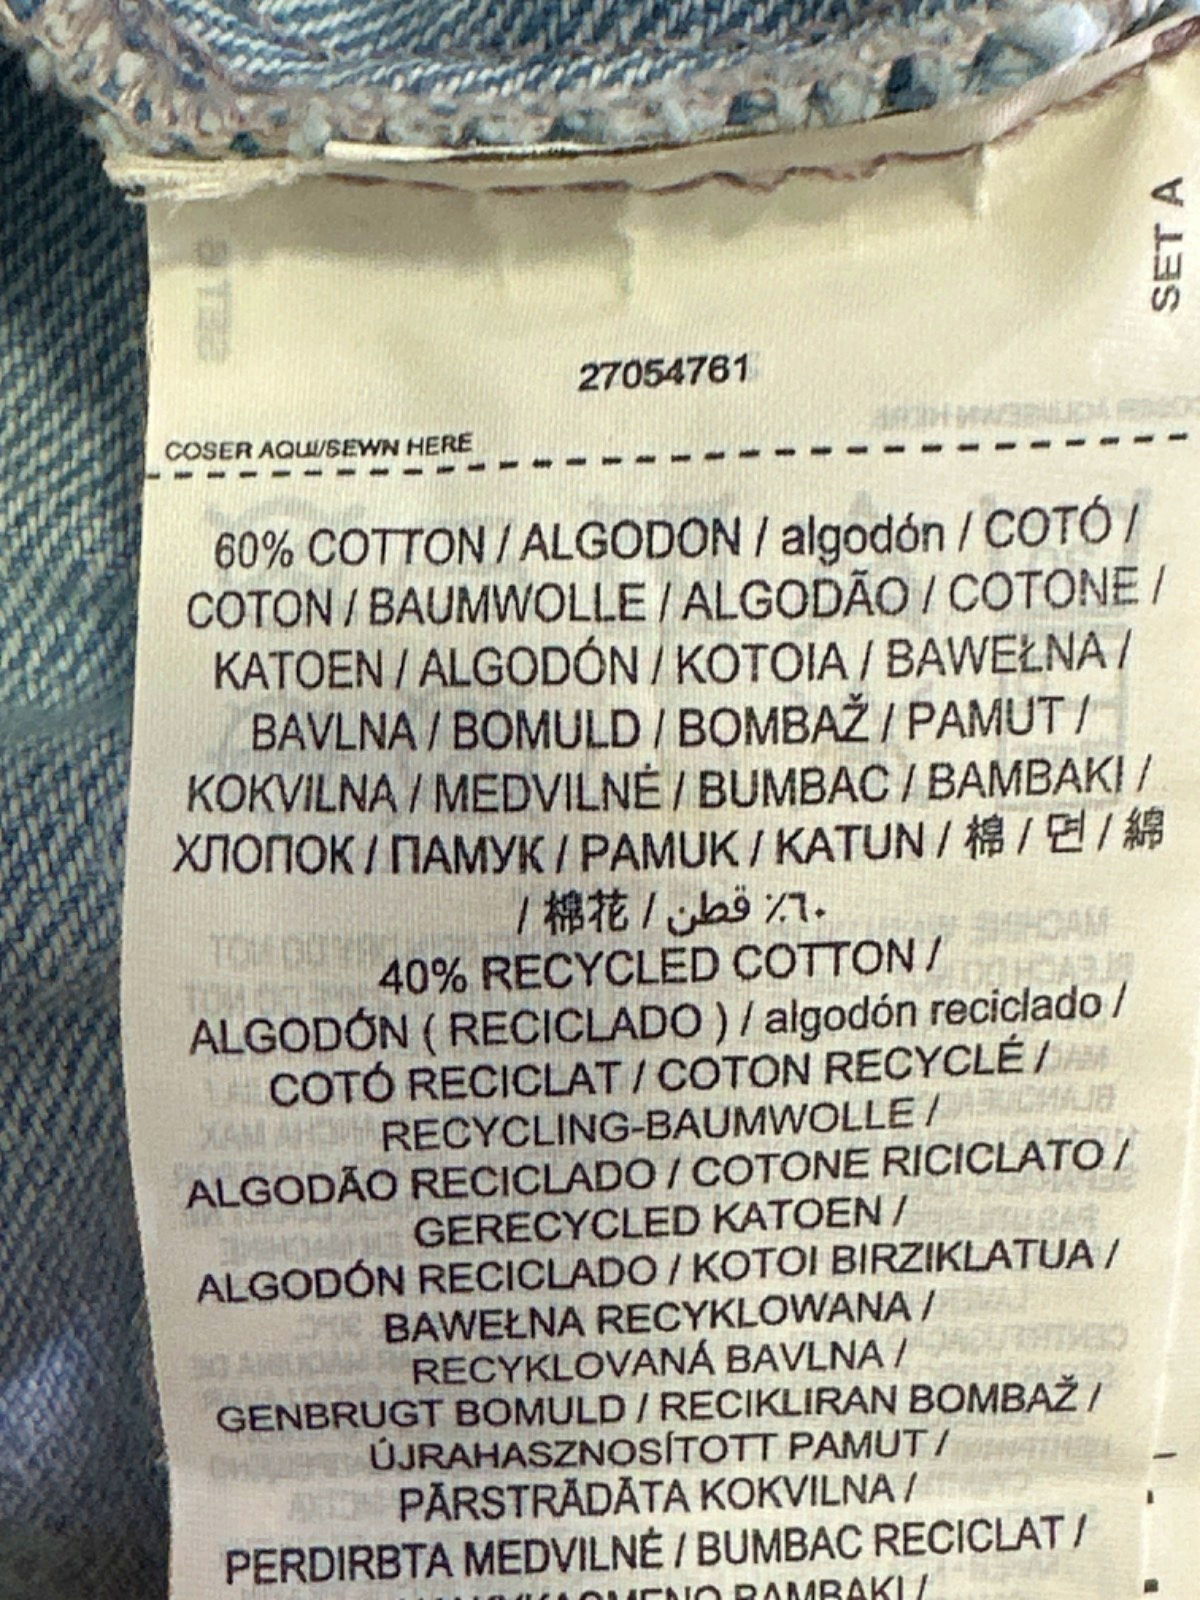 SET A
27054761
COSER AQUI/SEWN HERE
60% COTTON / ALGODON / algodón / COTÓ /
COTON / BAUMWOLLE / ALGODÃO / COTONE /
KATOEN / ALGODÓN / KOTOIA / BAWEŁNA /
BAVLNA / BOMULD / BOMBAŽ / PAMUT /
KOKVILNA / MEDVILNĖ / BUMBAC / BAMBAKI /
ХЛОПОК / ПАМУК / PAMUK / KATUN / 棉 / 면 / 綿
/ 棉花 / ٦٠٪ قطن
40% RECYCLED COTTON /
ALGODÓN ( RECICLADO ) / algodón reciclado /
COTÓ RECICLAT / COTON RECYCLÉ /
RECYCLING-BAUMWOLLE /
ALGODÃO RECICLADO / COTONE RICICLATO /
GERECYCLED KATOEN /
ALGODÓN RECICLADO / KOTOI BIRZIKLATUA /
BAWEŁNA RECYKLOWANA /
RECYKLOVANÁ BAVLNA /
GENBRUGT BOMULD / RECIKLIRAN BOMBAŽ /
ÚJRAHASZNOSÍTOTT PAMUT /
PĀRSTRĀDĀTA KOKVILNA /
PERDIRBTA MEDVILNĖ / BUMBAC RECICLAT /
BAMBAKI /